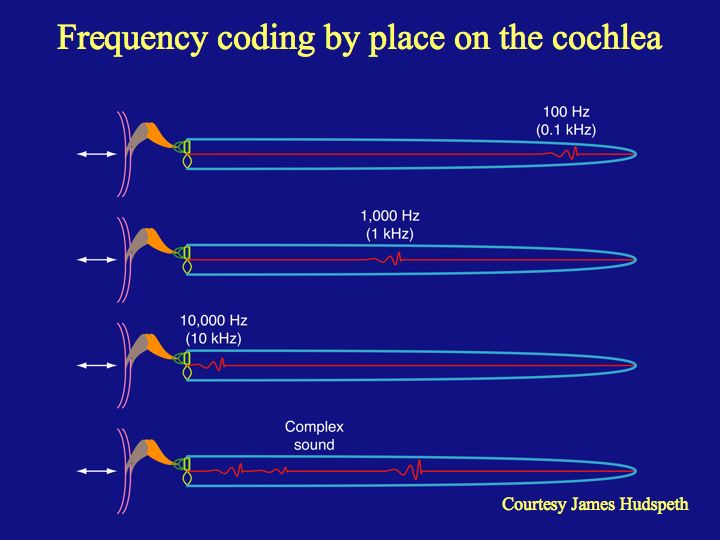 Frequency coding by place on the cochlea
100 Hz
(0.1 kHz)
1,000 Hz
(1 kHz)
10,000 Hz
(10 kHz)
Complex
sound
Courtesy James Hudspeth